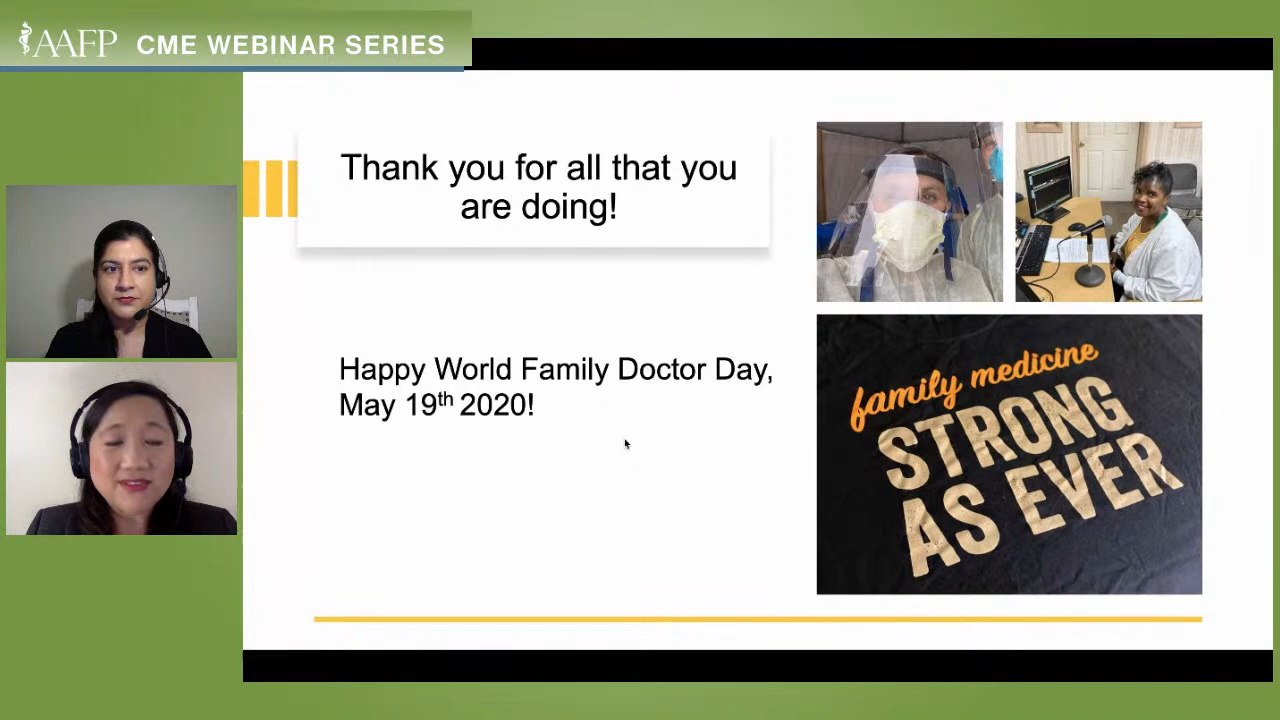 AAFP CME WEBINAR SERIES
Thank you for all that you
are doing!
Happy World Family Doctor Day,
May 19th 2020!
family medicine
STRONG
AS EVER